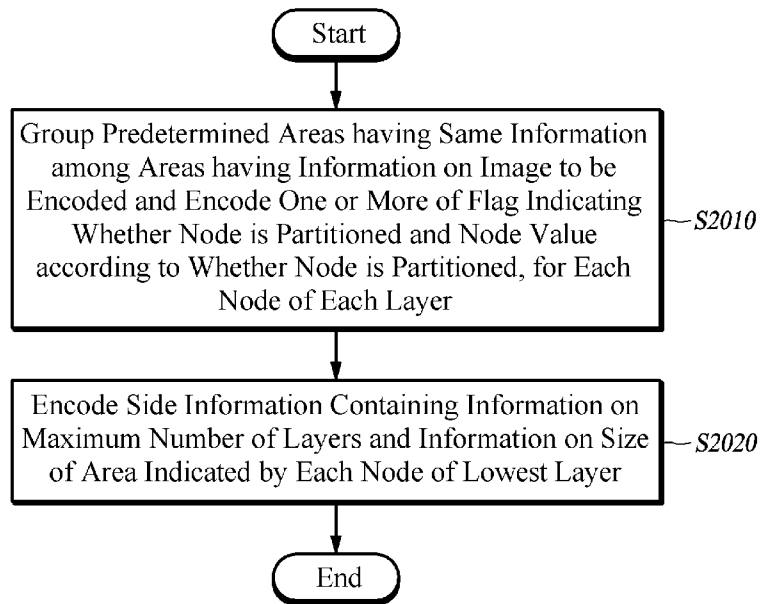 Start
Group Predetermined Areas having Same Information
among Areas having Information on Image to be
Encoded and Encode One or More of Flag Indicating
Whether Node is Partitioned and Node Value
according to Whether Node is Partitioned, for Each
Node of Each Layer
S2010
Encode Side Information Containing Information on
Maximum Number of Layers and Information on Size
of Area Indicated by Each Node of Lowest Layer
S2020
End